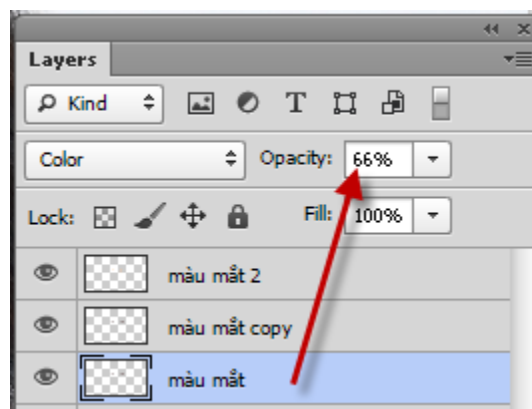 Layers
Kind
Color Opacity: 66%
Lock: Fill: 100%
màu mắt 2
màu mắt copy
màu mắt